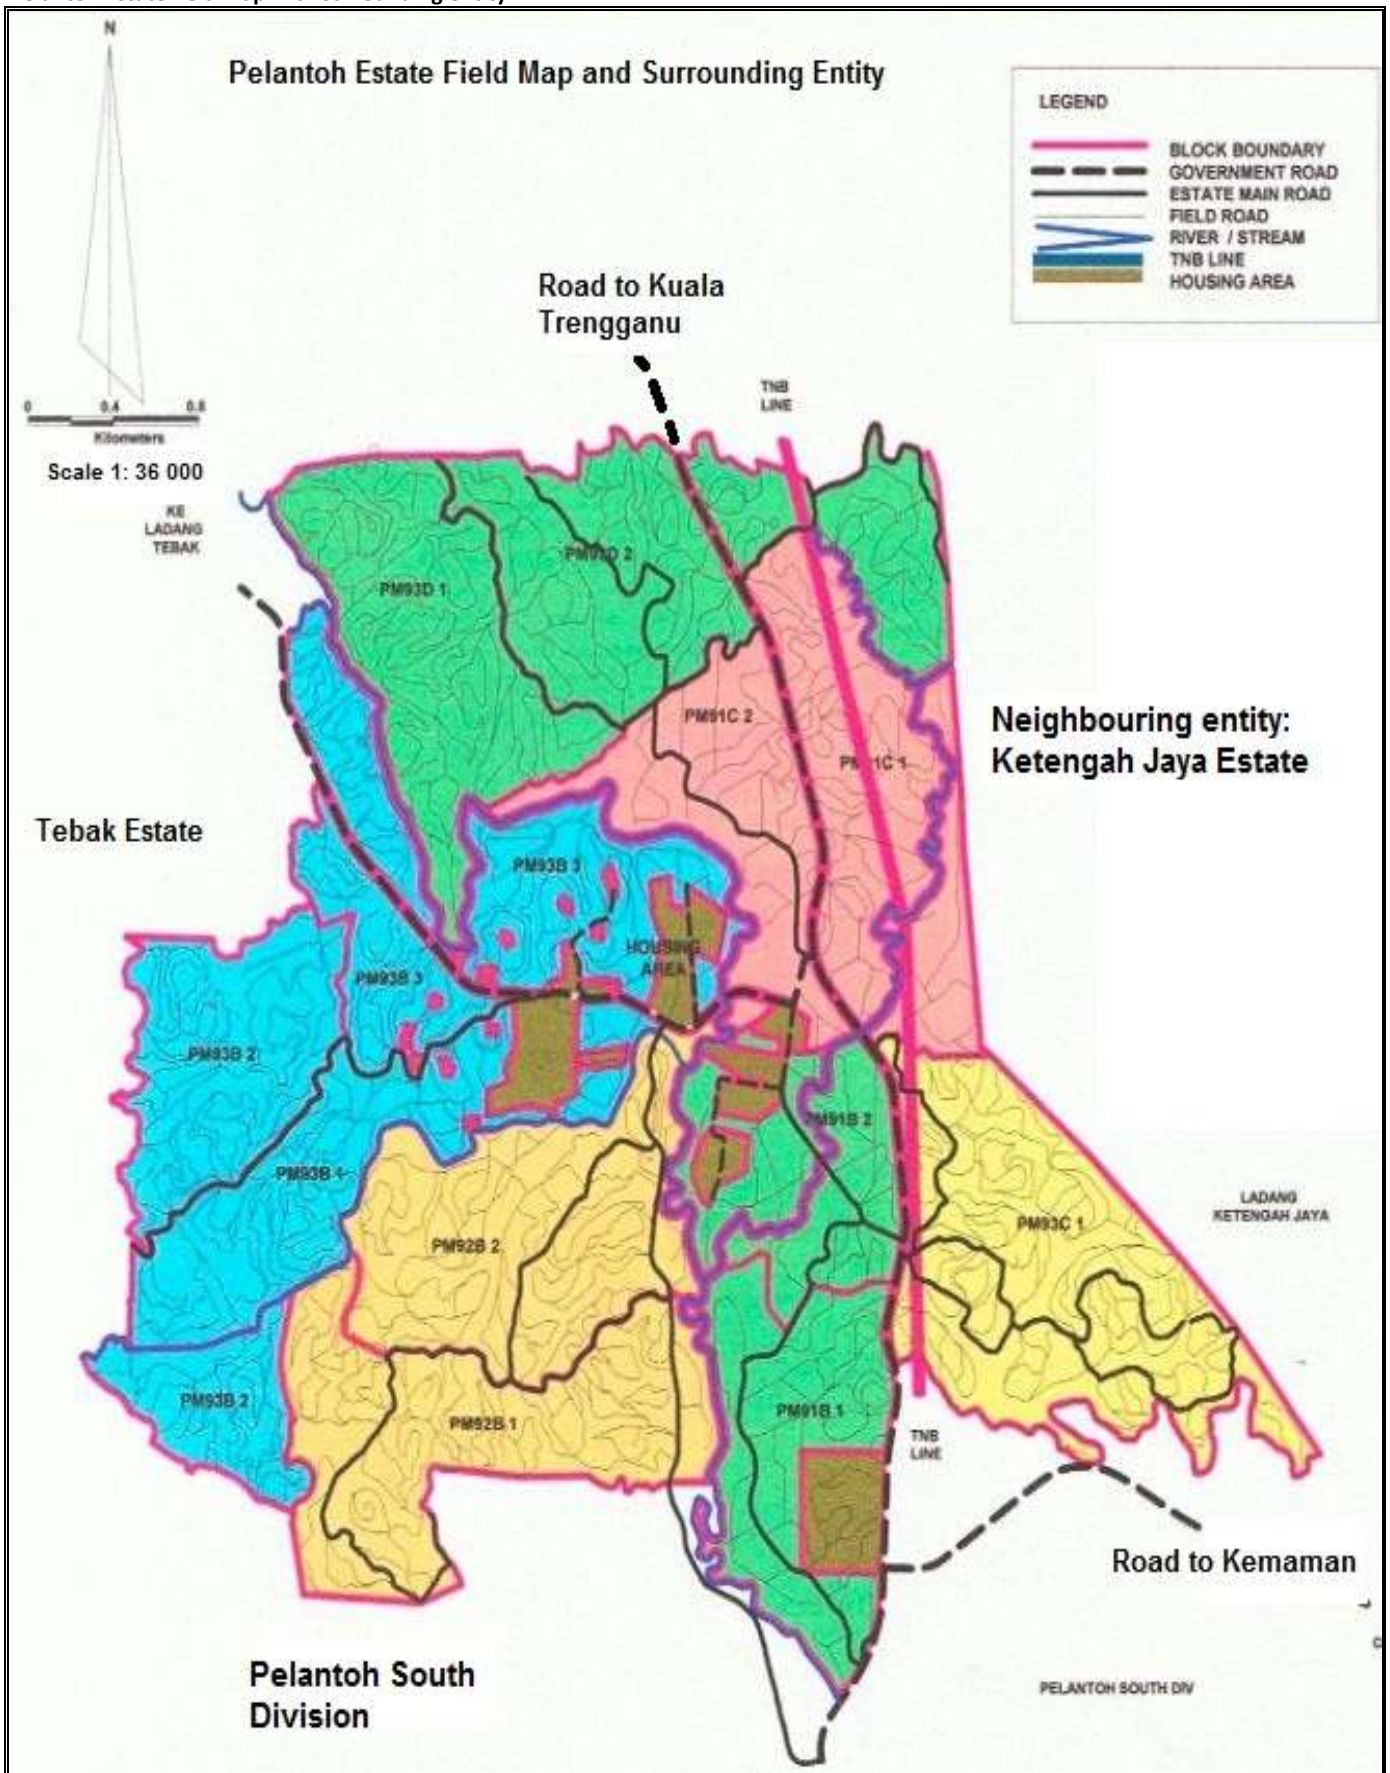 N
Pelantoh Estate Field Map and Surrounding Entity
LEGEND
BLOCK BOUNDARY
GOVERNMENT ROAD
ESTATE MAIN ROAD
FIELD ROAD
RIVER / STREAM
TNB LINE
HOUSING AREA
Road to Kuala
Trengganu
TNB
LINE
0 0.4 0.8
Kilometers
Scale 1: 36 000
KE
LADANG
TEBAK
PM93D 1
PM91C 2
Neighbouring entity:
Ketengah Jaya Estate
Tebak Estate
PM93B 3
HOUSING
AREA
PM93B 3
PM93B 2
PM91B 2
PM93B 1
LADANG
KETENGAH JAYA
PM93C 1
PM92B 2
PM93B 2
PM91B 1
PM92B 1
TNB
LINE
Road to Kemaman
Pelantoh South
Division
PELANTOH SOUTH DIV